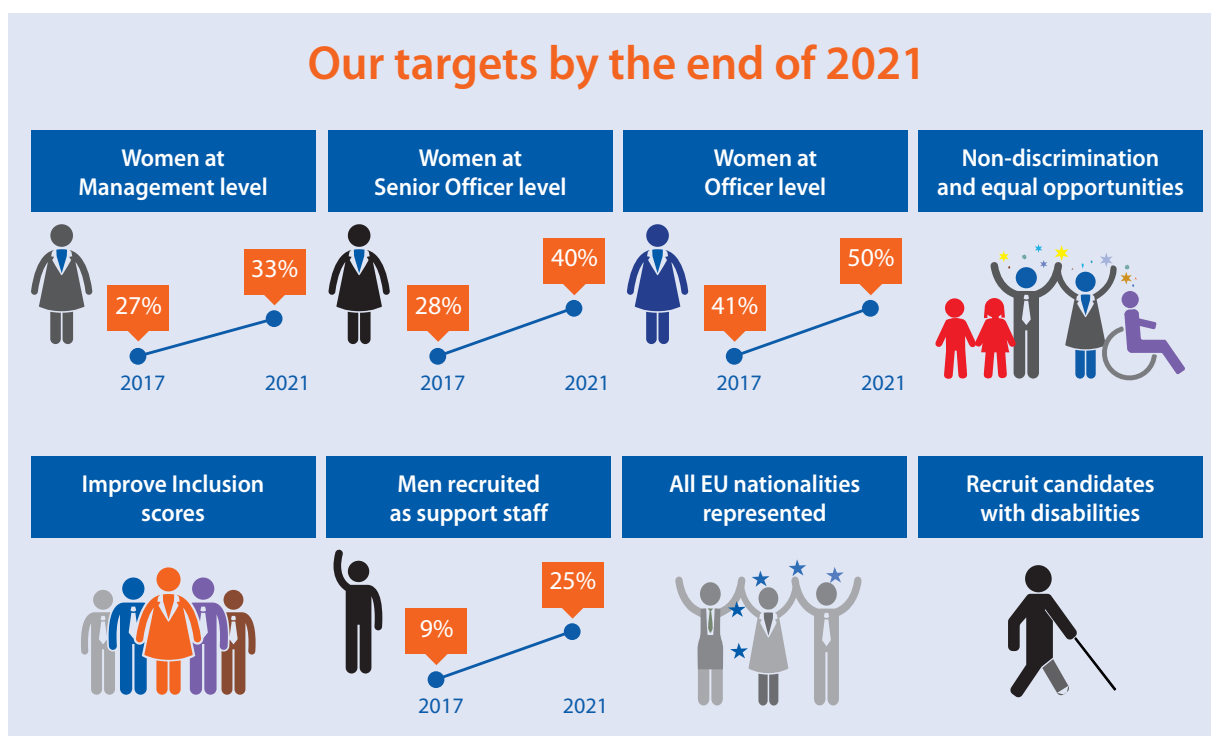 Our targets by the end of 2021
Women at
Management level
27%
33%
2017
2021
Women at
Senior Officer level
28%
40%
2017
2021
Women at
Officer level
41%
50%
2017
2021
Non-discrimination
and equal opportunities
Improve Inclusion
scores
Men recruited
as support staff
9%
25%
2017
2021
All EU nationalities
represented
Recruit candidates
with disabilities